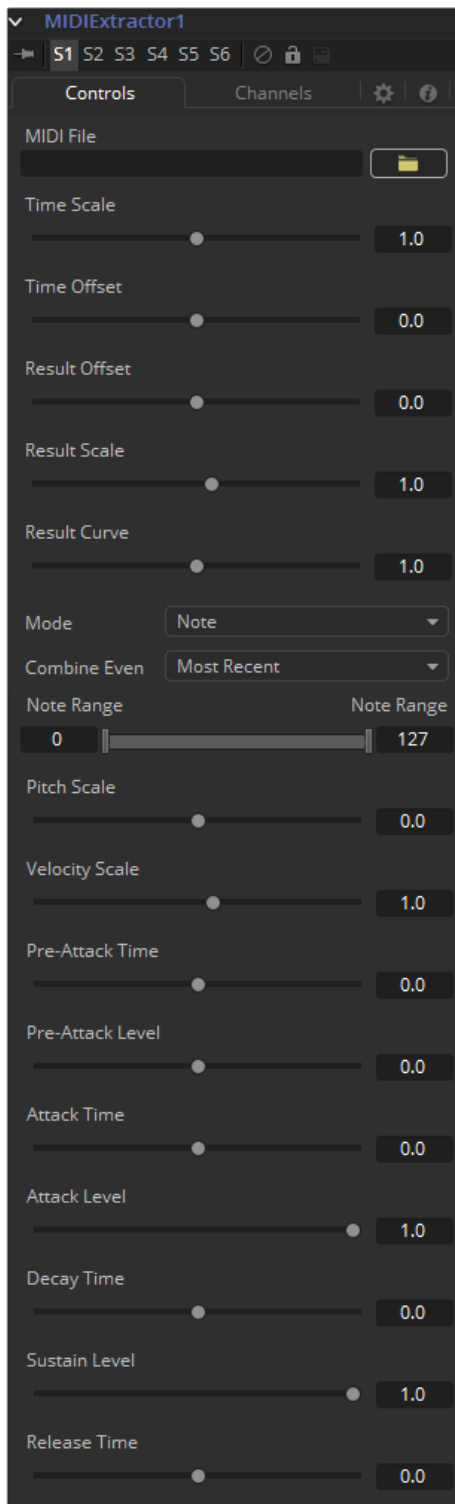 MIDIExtractor1
S1 S2 S3 S4 S5 S6
Controls Channels
MIDI File
Time Scale
1.0
Time Offset
0.0
Result Offset
0.0
Result Scale
1.0
Result Curve
1.0
Mode Note
Combine Even Most Recent
Note Range Note Range
0 127
Pitch Scale
0.0
Velocity Scale
1.0
Pre-Attack Time
0.0
Pre-Attack Level
0.0
Attack Time
0.0
Attack Level
1.0
Decay Time
0.0
Sustain Level
1.0
Release Time
0.0